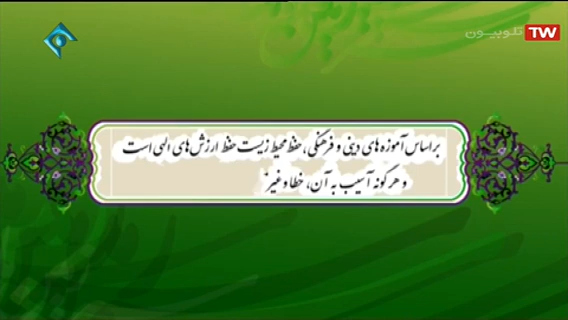 تلوبیون TW
براساس آموزه های دینی و فرهنگی، حفظ محیط زیست حفظ ارزش های الهی است
و هرگونه آسیب به آن، خطا و غیر